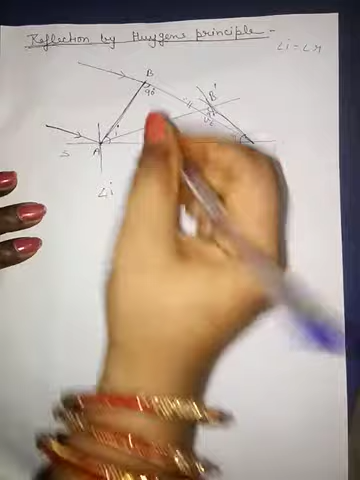 Reflection by Huygens principle :-
∠i = ∠r
B
90°
B'
90°
i
A
S
∠i